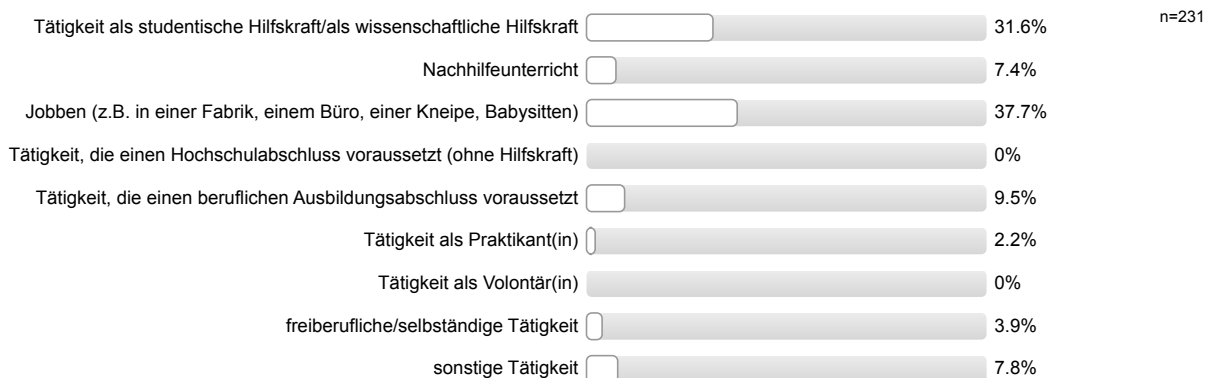 Tätigkeit als studentische Hilfskraft/als wissenschaftliche Hilfskraft 31.6% n=231
Nachhilfeunterricht 7.4%
Jobben (z.B. in einer Fabrik, einem Büro, einer Kneipe, Babysitten) 37.7%
Tätigkeit, die einen Hochschulabschluss voraussetzt (ohne Hilfskraft) 0%
Tätigkeit, die einen beruflichen Ausbildungsabschluss voraussetzt 9.5%
Tätigkeit als Praktikant(in) 2.2%
Tätigkeit als Volontär(in) 0%
freiberufliche/selbständige Tätigkeit 3.9%
sonstige Tätigkeit 7.8%